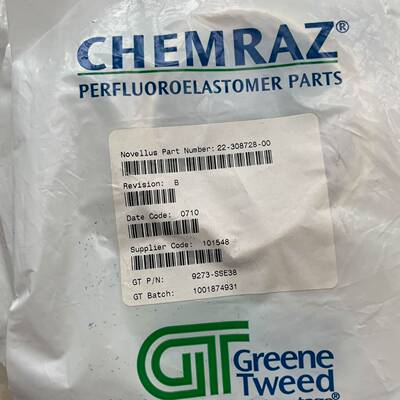 CHEMRAZ®
PERFLUOROELASTOMER PARTS
Novellus Part Number: 22-308728-00
Revision: B
Date Code: 0710
Supplier Code: 101548
GT P/N: 9273-SSE38
GT Batch: 1001874931
GT
Greene
Tweed